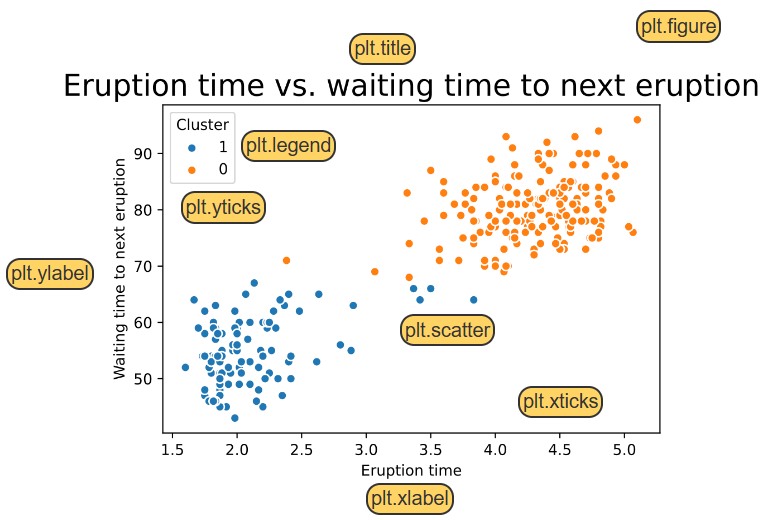 plt.figure
plt.title
Eruption time vs. waiting time to next eruption
Cluster
1
0
plt.legend
plt.yticks
plt.ylabel
Waiting time to next eruption
90
80
70
60
50
plt.scatter
plt.xticks
1.5 2.0 2.5 3.0 3.5 4.0 4.5 5.0
Eruption time
plt.xlabel